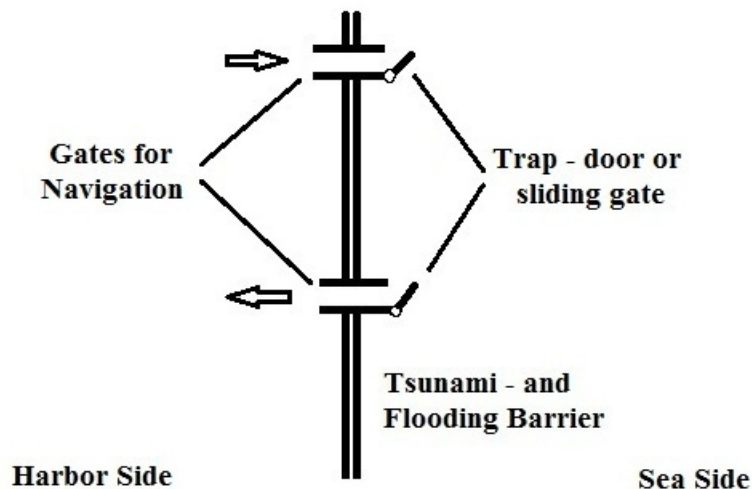 Gates for
Navigation
Trap - door or
sliding gate
Tsunami - and
Flooding Barrier
Harbor Side
Sea Side